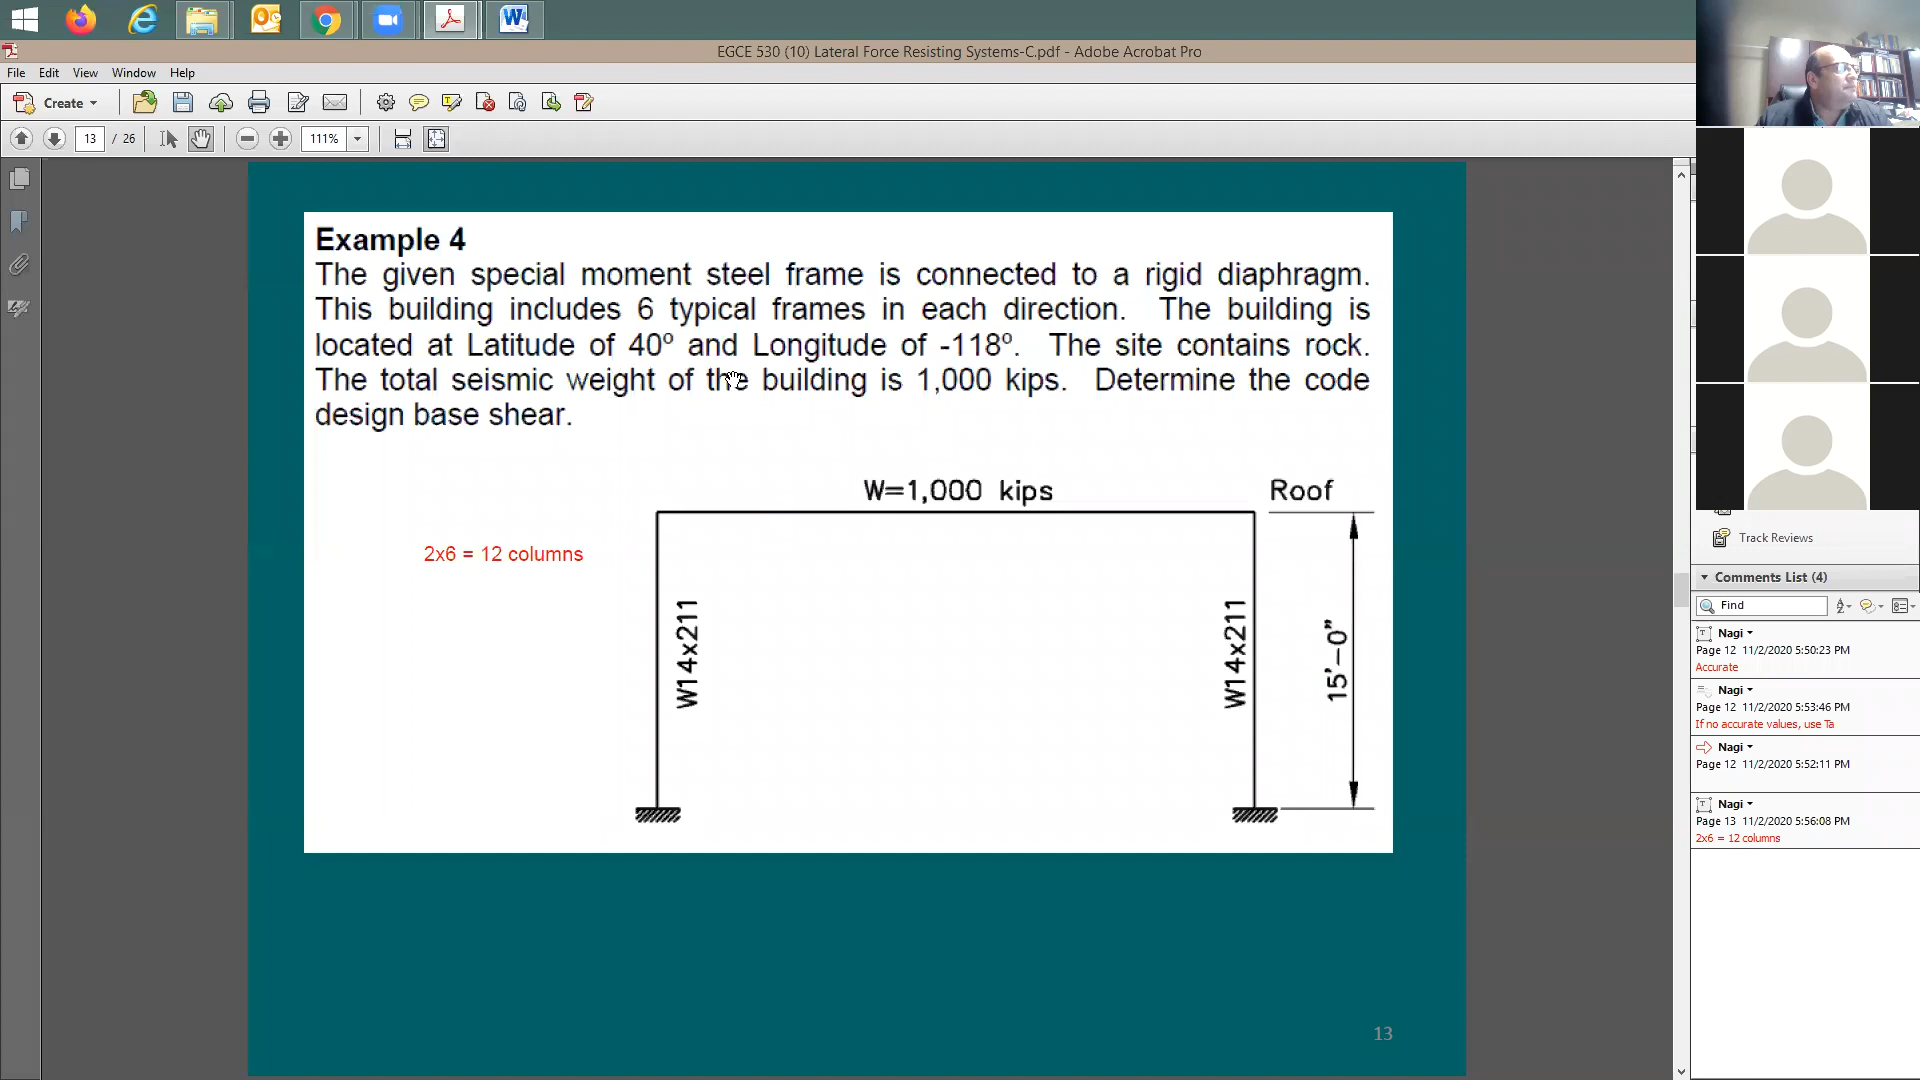 EGCE 530 (10) Lateral Force Resisting Systems-C.pdf - Adobe Acrobat Pro
File Edit View Window Help
Create
13 / 26
111%
Example 4
The given special moment steel frame is connected to a rigid diaphragm.
This building includes 6 typical frames in each direction. The building is
located at Latitude of 40º and Longitude of -118º. The site contains rock.
The total seismic weight of the building is 1,000 kips. Determine the code
design base shear.
W=1,000 kips
Roof
2x6 = 12 columns
W14x211
W14x211
15'-0"
13
Track Reviews
Comments List (4)
Find
Nagi
Page 12 11/2/2020 5:50:23 PM
Accurate
Nagi
Page 12 11/2/2020 5:53:46 PM
If no accurate values, use Ta
Nagi
Page 12 11/2/2020 5:52:11 PM
Nagi
Page 13 11/2/2020 5:56:08 PM
2x6 = 12 columns